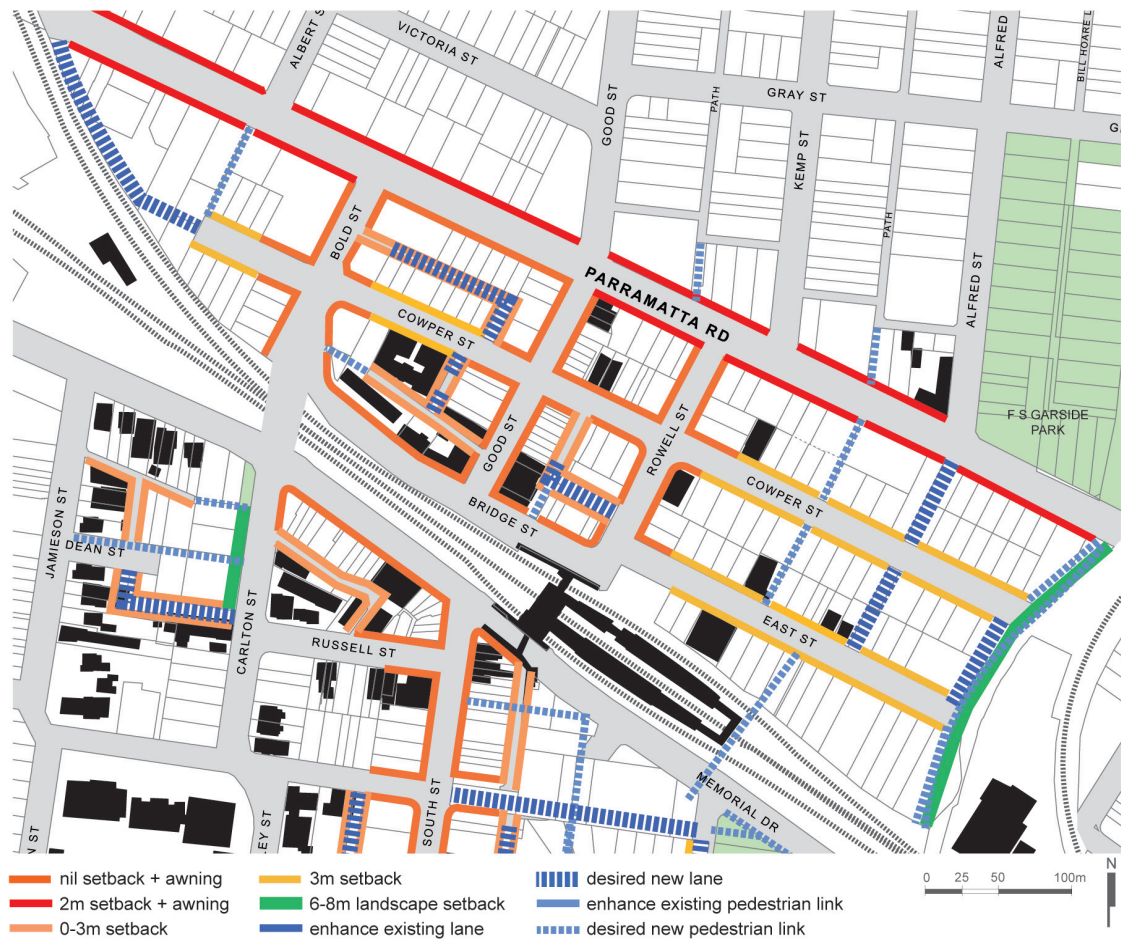 ALBERT S
VICTORIA ST
GOOD ST
PATH
GRAY ST
KEMP ST
PATH
ALFRED
BILL HOARE L
G
ALFRED ST
BOLD ST
PARRAMATTA RD
COWPER ST
F S GARSIDE
PARK
GOOD ST
ROWELL ST
COWPER ST
BRIDGE ST
JAMIESON ST
DEAN ST
CARLTON ST
EAST ST
RUSSELL ST
SOUTH ST
MEMORIAL DR
N ST
LEY ST
nil setback + awning
3m setback
desired new lane
2m setback + awning
6-8m landscape setback
enhance existing pedestrian link
0-3m setback
enhance existing lane
desired new pedestrian link
0 25 50 100m
N